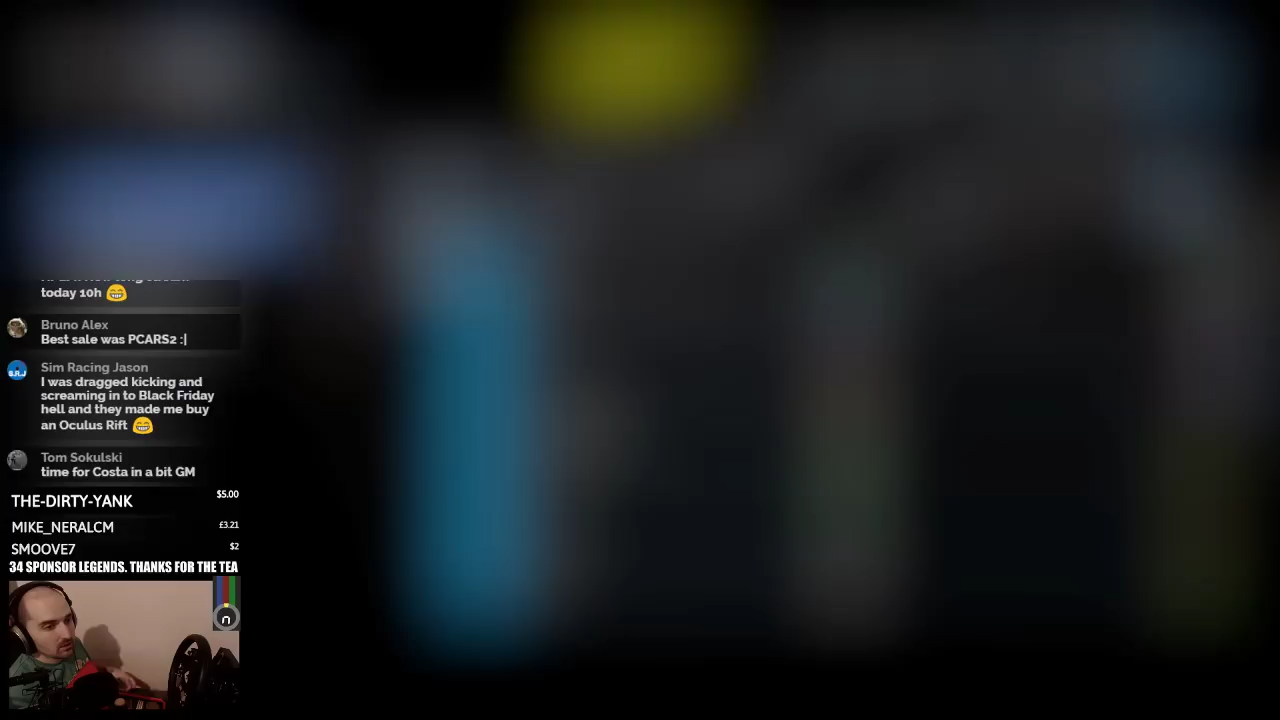 today 10h
Bruno Alex
Best sale was PCARS2 :|
Sim Racing Jason
I was dragged kicking and
screaming in to Black Friday
hell and they made me buy
an Oculus Rift
Tom Sokulski
time for Costa in a bit GM
THE-DIRTY-YANK $5.00
MIKE_NERALCM £3.21
SMOOVE7 $2
34 SPONSOR LEGENDS. THANKS FOR THE TEA